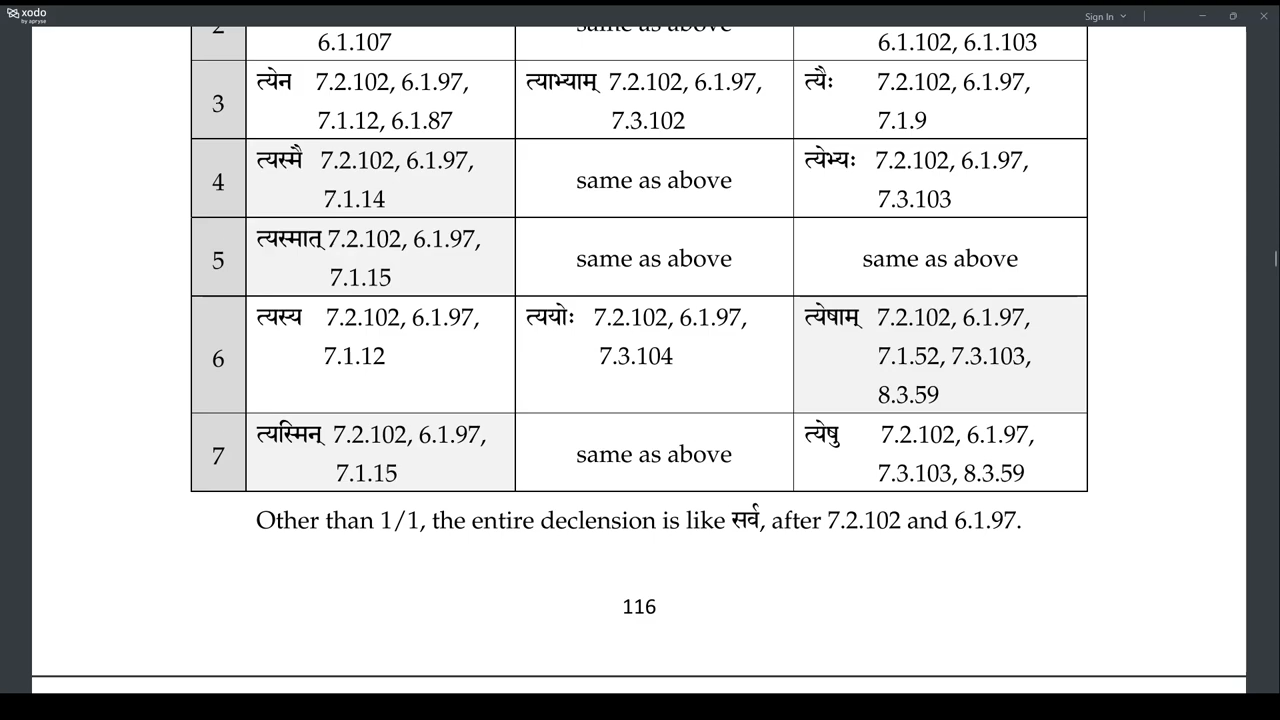 xodo
by apryse
Sign In
2
6.1.107
same as above
6.1.102, 6.1.103
3
त्येन 7.2.102, 6.1.97,
7.1.12, 6.1.87
त्याभ्याम् 7.2.102, 6.1.97,
7.3.102
त्यैः 7.2.102, 6.1.97,
7.1.9
4
त्यस्मै 7.2.102, 6.1.97,
7.1.14
same as above
त्येभ्यः 7.2.102, 6.1.97,
7.3.103
5
त्यस्मात् 7.2.102, 6.1.97,
7.1.15
same as above
same as above
6
त्यस्य 7.2.102, 6.1.97,
7.1.12
त्ययोः 7.2.102, 6.1.97,
7.3.104
त्येषाम् 7.2.102, 6.1.97,
7.1.52, 7.3.103,
8.3.59
7
त्यस्मिन् 7.2.102, 6.1.97,
7.1.15
same as above
त्येषु 7.2.102, 6.1.97,
7.3.103, 8.3.59
Other than 1/1, the entire declension is like सर्व, after 7.2.102 and 6.1.97.
116